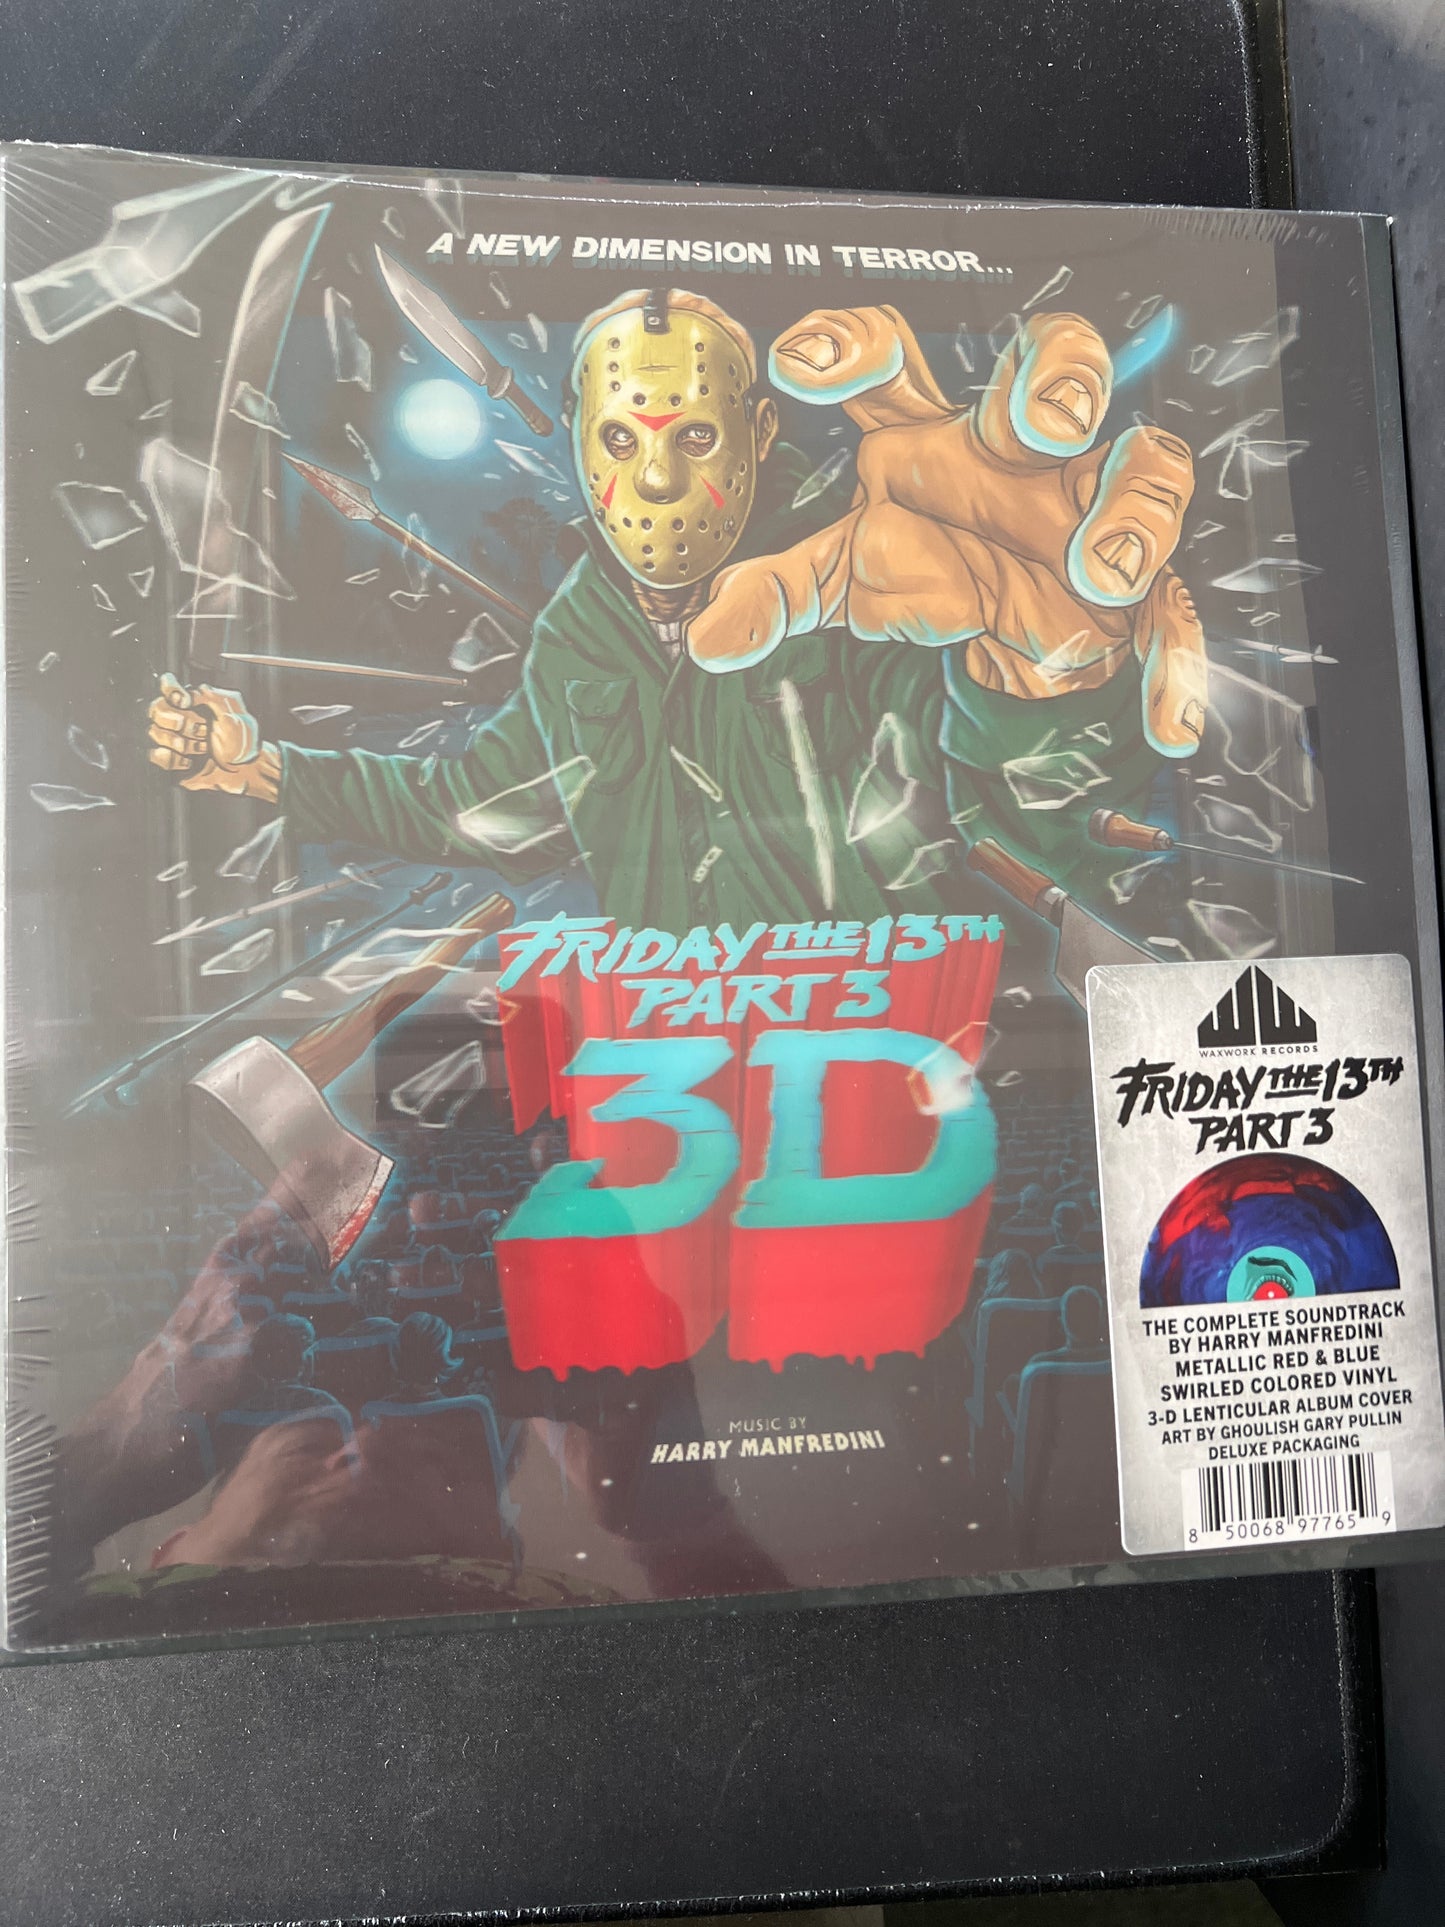 A NEW DIMENSION IN TERROR...
FRIDAY THE 13TH
PART 3
3D
MUSIC BY
HARRY MANFREDINI
WAXWORK RECORDS
FRIDAY THE 13TH
PART 3
THE COMPLETE SOUNDTRACK
BY HARRY MANFREDINI
METALLIC RED & BLUE
SWIRLED COLORED VINYL
3-D LENTICULAR ALBUM COVER
ART BY GHOULISH GARY PULLIN
DELUXE PACKAGING
8 50068 97765 9